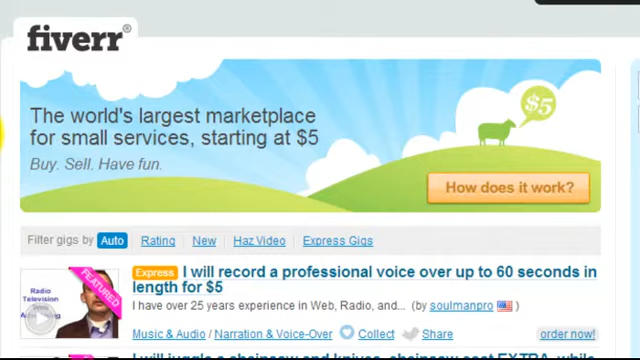 fiverr®
The world's largest marketplace
for small services, starting at $5
$5
Buy. Sell. Have fun.
How does it work?
Filter gigs by Auto Rating New Haz Video Express Gigs
FEATURED
Radio
Television
Express I will record a professional voice over up to 60 seconds in
length for $5
I have over 25 years experience in Web, Radio, and... (by soulmanpro )
Music & Audio / Narration & Voice-Over Collect Share order now!